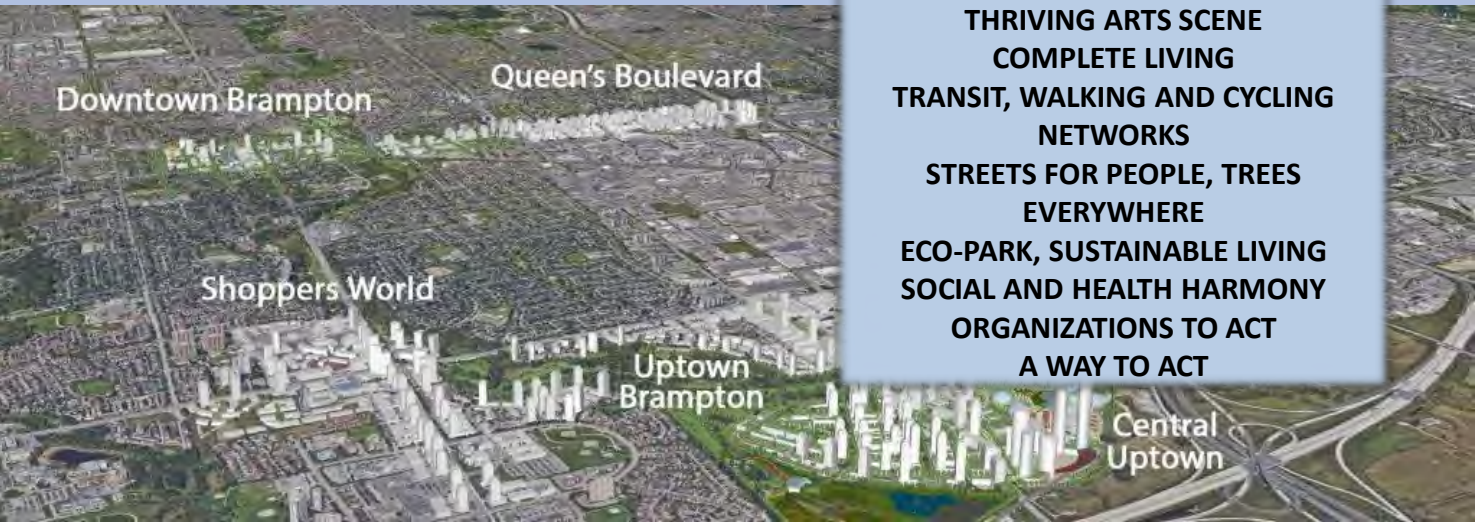 THRIVING ARTS SCENE
COMPLETE LIVING
TRANSIT, WALKING AND CYCLING
NETWORKS
STREETS FOR PEOPLE, TREES
EVERYWHERE
ECO-PARK, SUSTAINABLE LIVING
SOCIAL AND HEALTH HARMONY
ORGANIZATIONS TO ACT
A WAY TO ACT
Queen's Boulevard
Downtown Brampton
Shoppers World
Uptown
Brampton
Central
Uptown